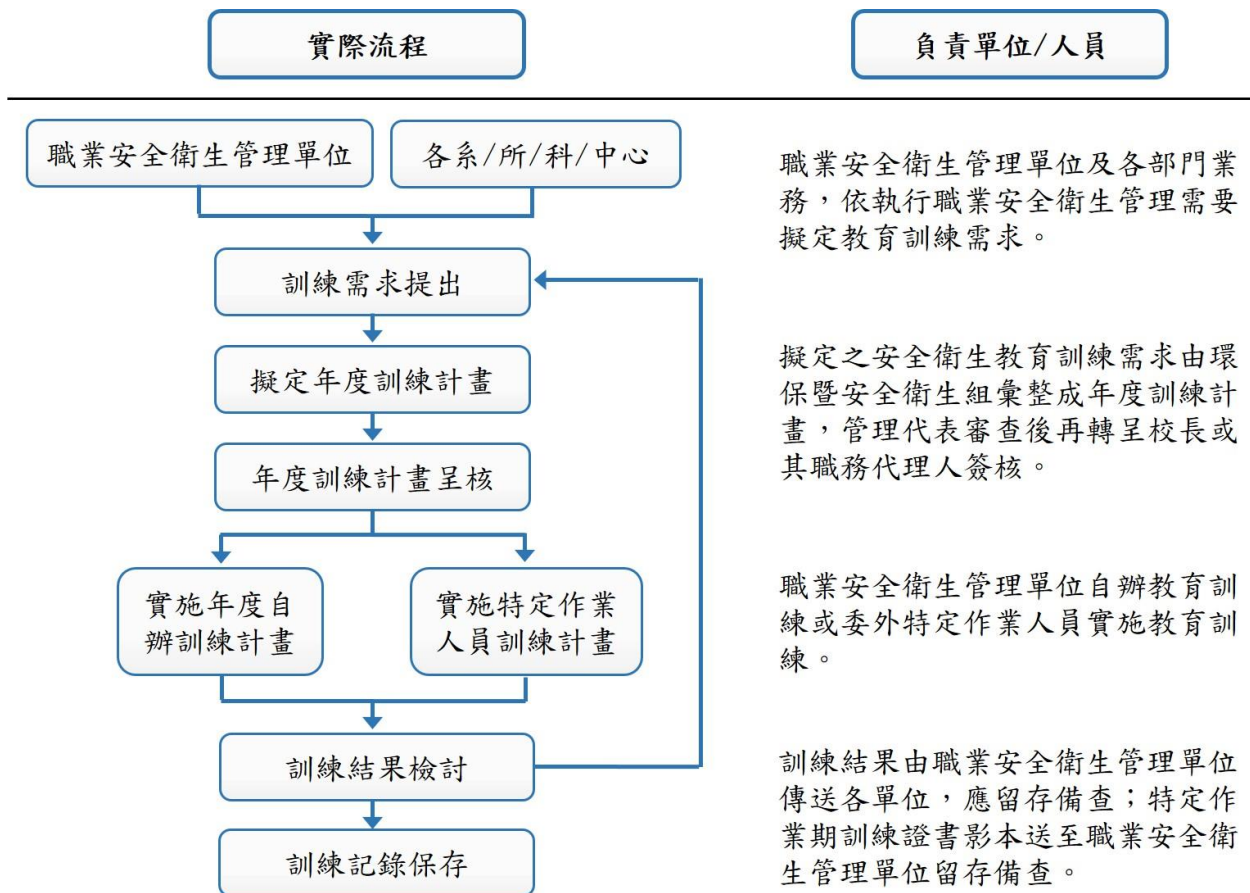 實際流程
負責單位/人員
職業安全衛生管理單位
各系/所/科/中心
職業安全衛生管理單位及各部門業
務，依執行職業安全衛生管理需要
擬定教育訓練需求。
訓練需求提出
擬定年度訓練計畫
擬定之安全衛生教育訓練需求由環
保暨安全衛生組彙整成年度訓練計
畫，管理代表審查後再轉呈校長或
其職務代理人簽核。
年度訓練計畫呈核
實施年度自
辦訓練計畫
實施特定作業
人員訓練計畫
職業安全衛生管理單位自辦教育訓
練或委外特定作業人員實施教育訓
練。
訓練結果檢討
訓練結果由職業安全衛生管理單位
傳送各單位，應留存備查；特定作
業期訓練證書影本送至職業安全衛
生管理單位留存備查。
訓練記錄保存